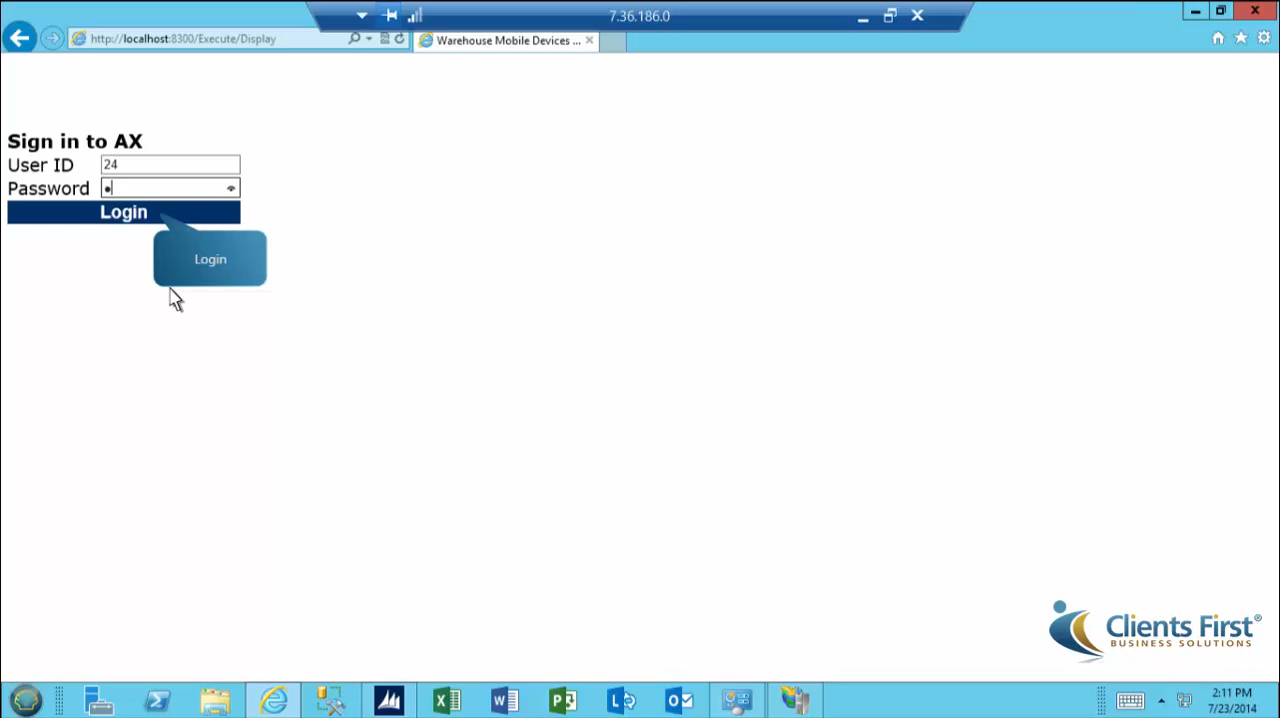 7.36.186.0
http://localhost:8300/Execute/Display
Warehouse Mobile Devices ...
Sign in to AX
User ID 24
Password
Login
Login
Clients First®
BUSINESS SOLUTIONS
2:11 PM
7/23/2014